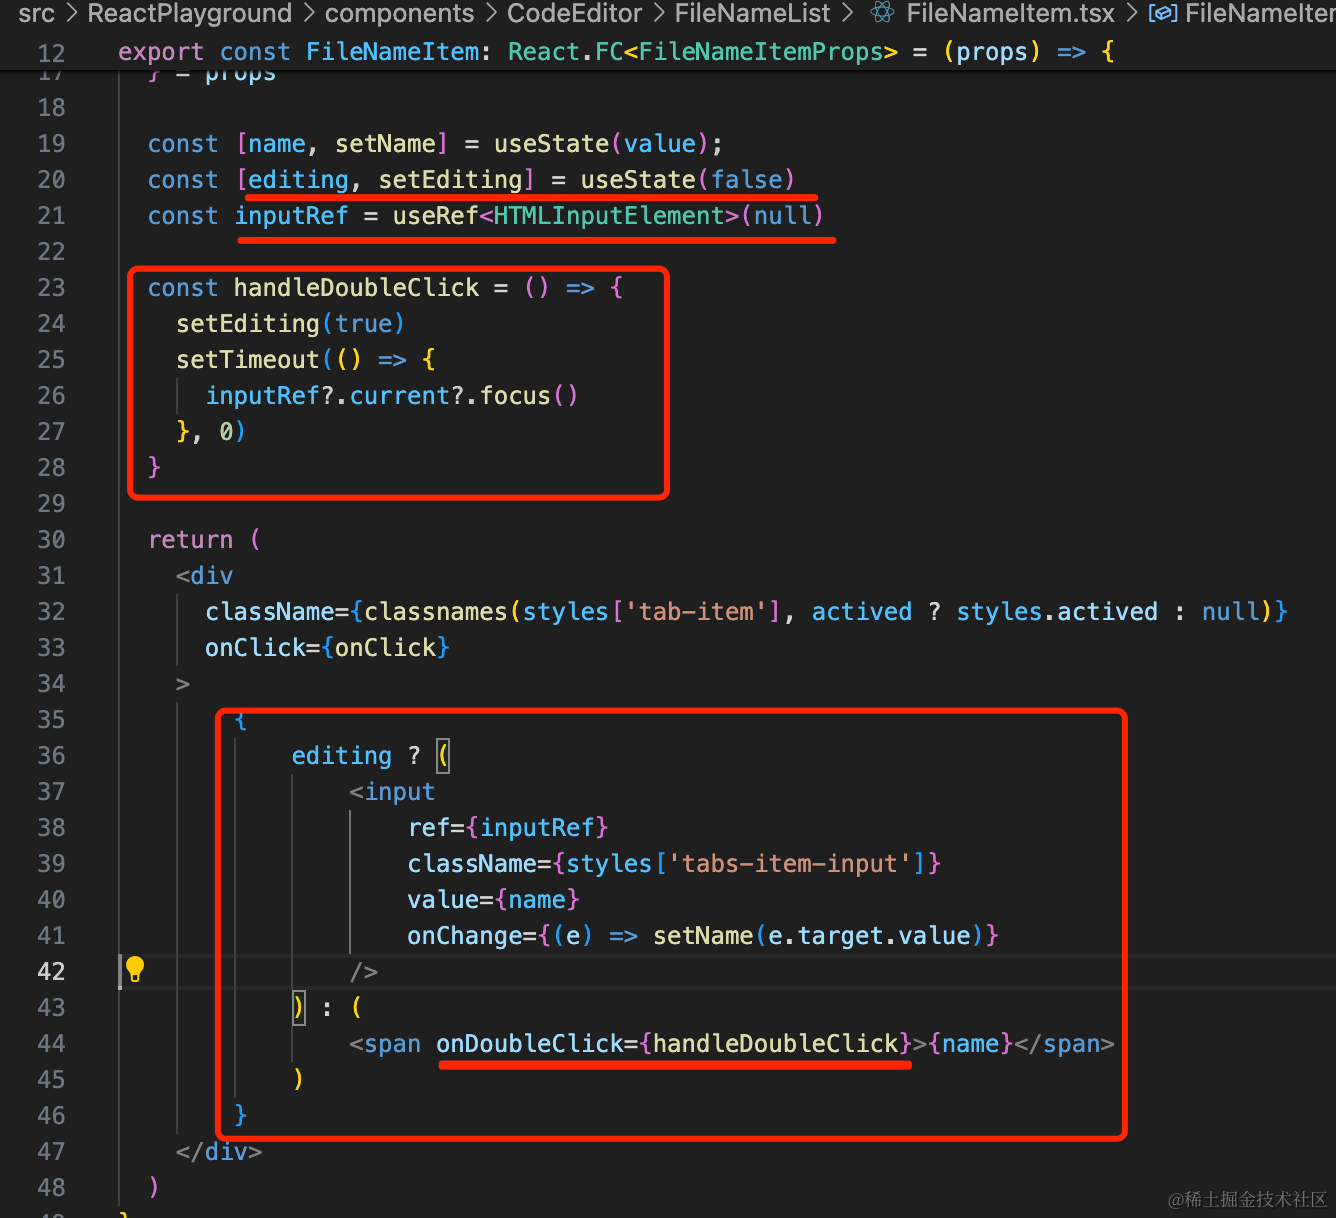 src > ReactPlayground > components > CodeEditor > FileNameList > FileNameItem.tsx > FileNameIter
12 export const FileNameItem: React.FC<FileNameItemProps> = (props) => {
17 } = props
18
19 const [name, setName] = useState(value);
20 const [editing, setEditing] = useState(false)
21 const inputRef = useRef<HTMLInputElement>(null)
22
23 const handleDoubleClick = () => {
24 setEditing(true)
25 setTimeout(() => {
26 inputRef?.current?.focus()
27 }, 0)
28 }
29
30 return (
31 <div
32 className={classnames(styles['tab-item'], actived ? styles.actived : null)}
33 onClick={onClick}
34 >
35 {
36 editing ? (
37 <input
38 ref={inputRef}
39 className={styles['tabs-item-input']}
40 value={name}
41 onChange={(e) => setName(e.target.value)}
42 />
43 ) : (
44 <span onDoubleClick={handleDoubleClick}>{name}</span>
45 )
46 }
47 </div>
48 )
@稀土掘金技术社区